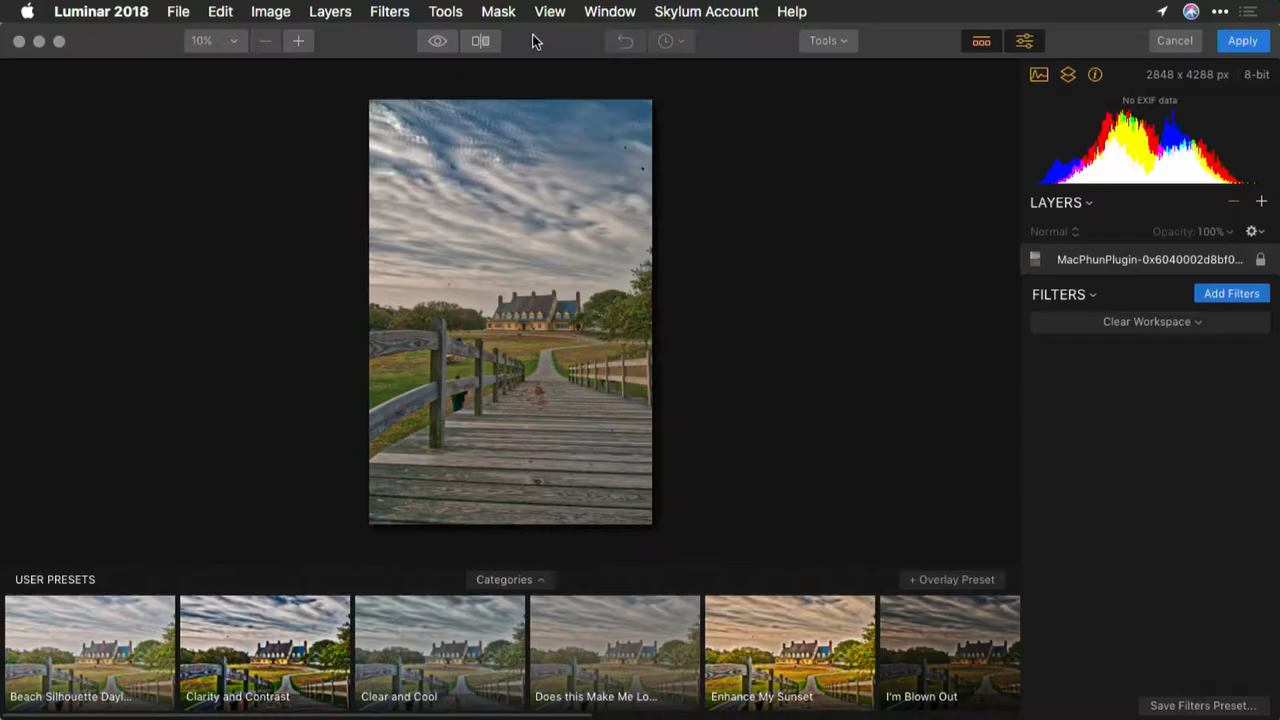 Luminar 2018 File Edit Image Layers Filters Tools Mask View Window Skylum Account Help
10% Tools Cancel Apply
2848 x 4288 px 8-bit
No EXIF data
LAYERS
Normal Opacity: 100%
MacPhunPlugin-0x6040002d8bf0...
FILTERS Add Filters
Clear Workspace
USER PRESETS Categories + Overlay Preset
Beach Silhouette Dayl... Clarity and Contrast Clear and Cool Does this Make Me Lo... Enhance My Sunset I'm Blown Out
Save Filters Preset...